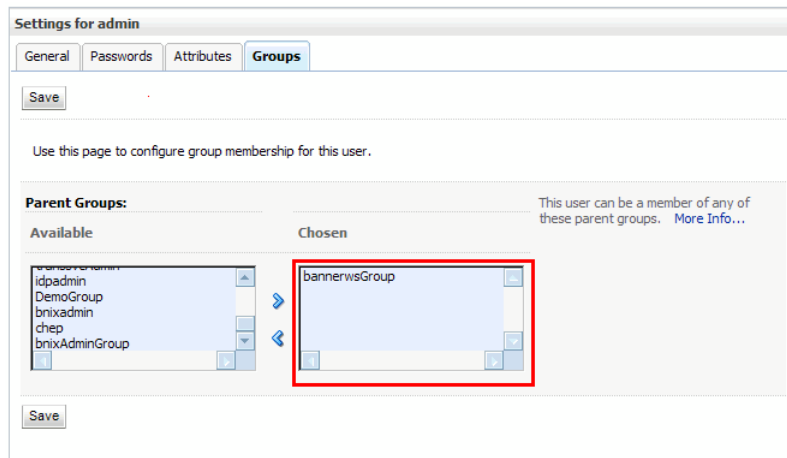 Settings for admin
General Passwords Attributes Groups
Save
Use this page to configure group membership for this user.
Parent Groups:
This user can be a member of any of
these parent groups. More Info...
Available
Chosen
idpadmin
DemoGroup
bnixadmin
chep
bnixAdminGroup
bannerwsGroup
Save